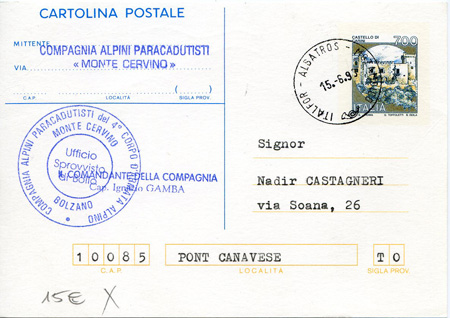 CARTOLINA POSTALE
MITTENTE
COMPAGNIA ALPINI PARACADUTISTI
VIA
« MONTE CERVINO »
( )
C.A.P. LOCALITÀ SIGLA PROV.
CASTELLO DI
700
ITALIA
ITALFOR - ALBATROS -
15-6.9
COMPAGNIA ALPINI PARACADUTISTI del 4° CORPO D'ARMATA ALPINO
MONTE CERVINO
Ufficio
Sprovvisto
di Bollo
BOLZANO
IL COMANDANTE DELLA COMPAGNIA
Cap. Ignazio GAMBA
Signor
Nadir CASTAGNERI
via Soana, 26
10085 PONT CANAVESE TO
C.A.P. LOCALITÀ SIGLA PROV.
15€ X